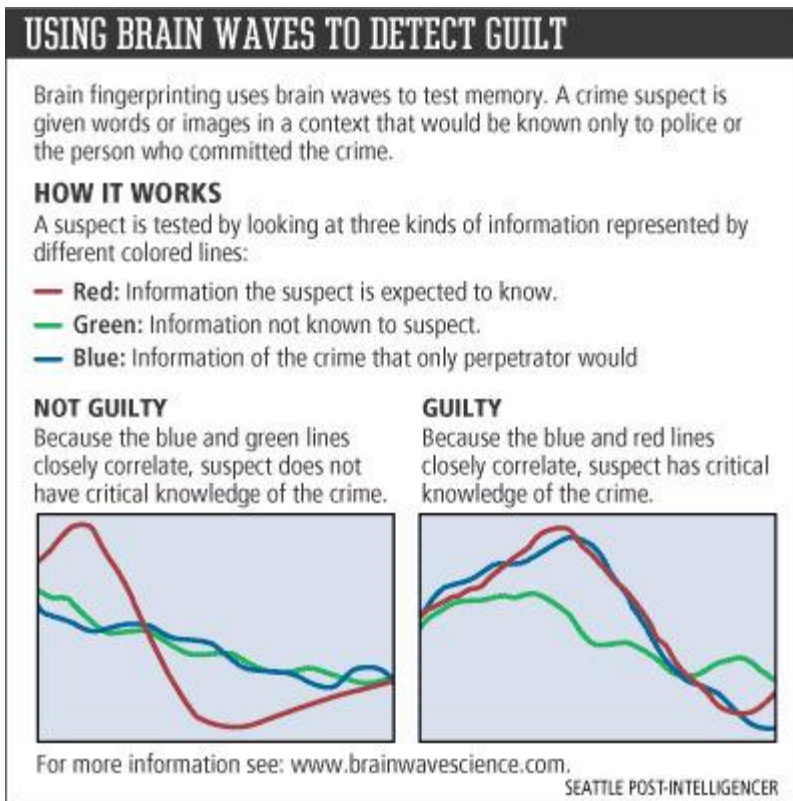 USING BRAIN WAVES TO DETECT GUILT
Brain fingerprinting uses brain waves to test memory. A crime suspect is
given words or images in a context that would be known only to police or
the person who committed the crime.
HOW IT WORKS
A suspect is tested by looking at three kinds of information represented by
different colored lines:
Red: Information the suspect is expected to know.
Green: Information not known to suspect.
Blue: Information of the crime that only perpetrator would
NOT GUILTY
Because the blue and green lines
closely correlate, suspect does not
have critical knowledge of the crime.
GUILTY
Because the blue and red lines
closely correlate, suspect has critical
knowledge of the crime.
For more information see: www.brainwavescience.com.
SEATTLE POST-INTELLIGENCER